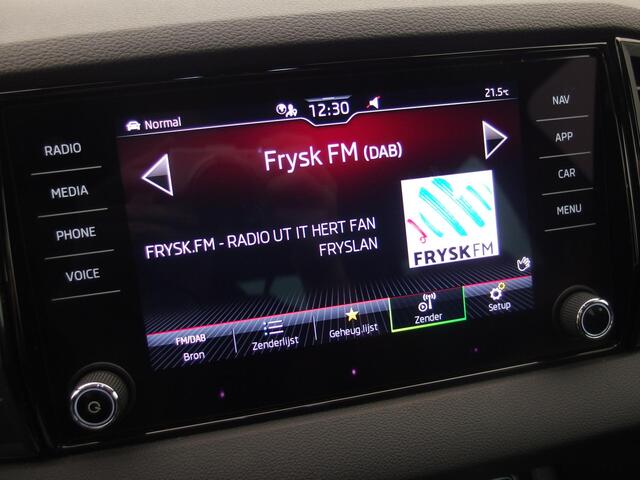 Normal
12:30
21.5°C
RADIO
MEDIA
PHONE
VOICE
NAV
APP
CAR
MENU
Frysk FM (DAB)
FRYSK.FM - RADIO UT IT HERT FAN
FRYSLAN
FRYSKFM
FM/DAB
Bron
Zenderlijst
Geheug.lijst
Zender
Setup